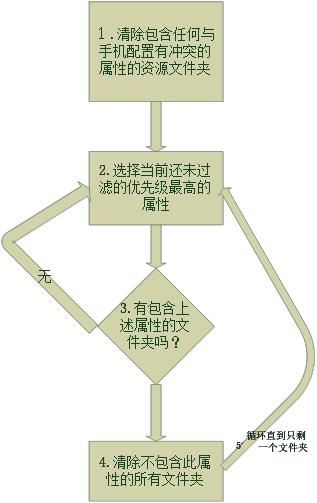 1.清除包含任何与
手机配置有冲突的
属性的资源文件夹
2.选择当前还未过
滤的优先级最高的
属性
无
3.有包含上
述属性的文
件夹吗？
循环直到只剩
5 一个文件夹
4.清除不包含此属
性的所有文件夹